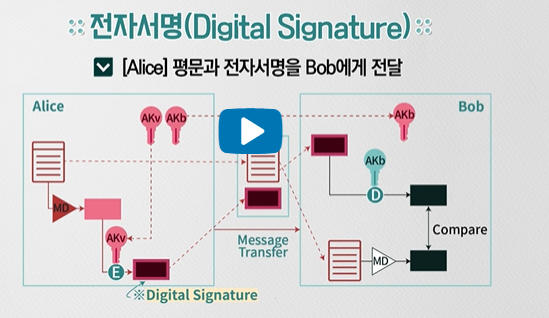 전자서명(Digital Signature)
[Alice] 평문과 전자서명을 Bob에게 전달
Alice
Bob
AKv AKb
AKb
AKb
MD
AKv
D
Compare
E
Message
Transfer
MD
※Digital Signature